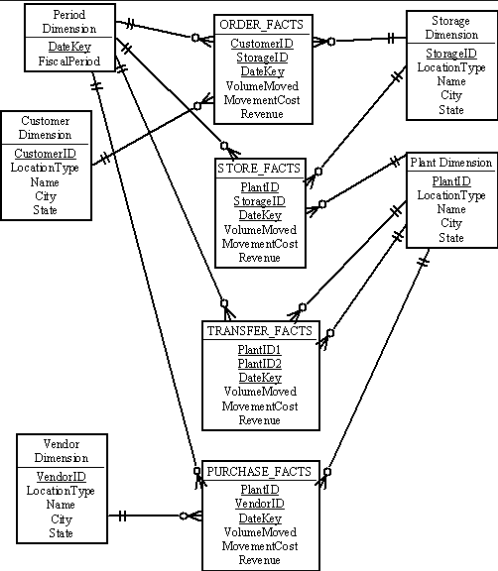 Period
Dimension
DateKey
FiscalPeriod
ORDER_FACTS
CustomerID
StorageID
DateKey
VolumeMoved
MovementCost
Revenue
Storage
Dimension
StorageID
LocationType
Name
City
State
Customer
Dimension
CustomerID
LocationType
Name
City
State
STORE_FACTS
PlantID
StorageID
DateKey
VolumeMoved
MovementCost
Revenue
Plant Dimension
PlantID
LocationType
Name
City
State
TRANSFER_FACTS
PlantID1
PlantID2
DateKey
VolumeMoved
MovementCost
Revenue
Vendor
Dimension
VendorID
LocationType
Name
City
State
PURCHASE_FACTS
PlantID
VendorID
DateKey
VolumeMoved
MovementCost
Revenue